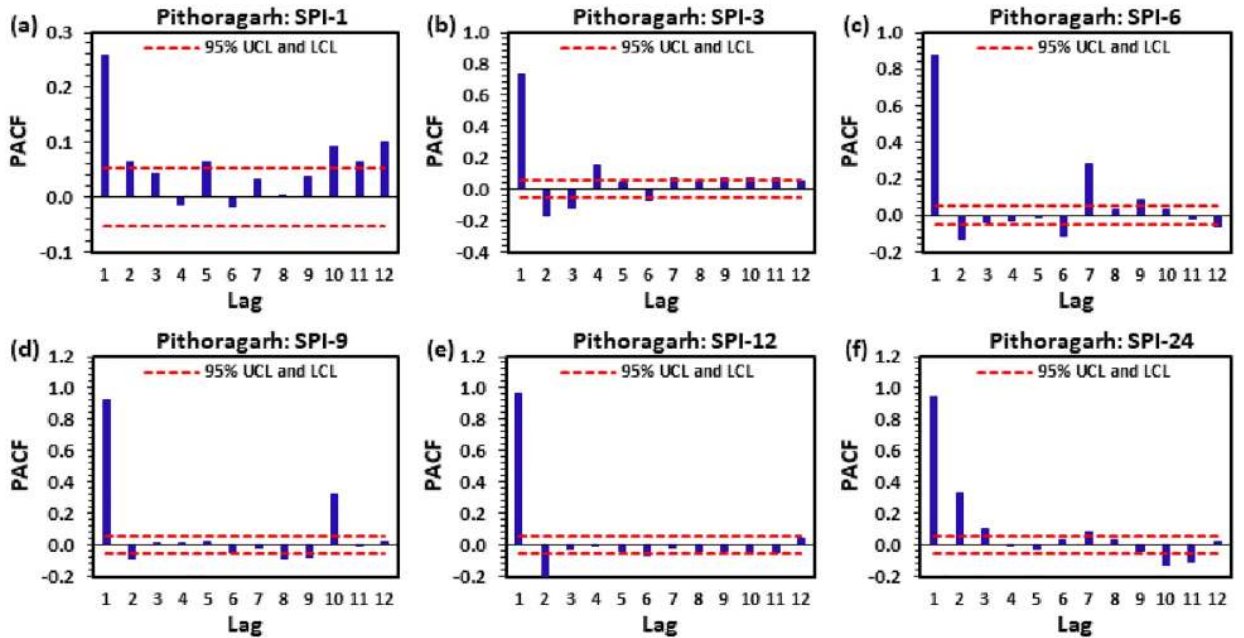 (a) Pithoragarh: SPI-1
95% UCL and LCL
0.3
0.2
0.1
0.0
-0.1
PACF
1 2 3 4 5 6 7 8 9 10 11 12
Lag
(b) Pithoragarh: SPI-3
95% UCL and LCL
1.0
0.8
0.6
0.4
0.2
0.0
-0.2
-0.4
PACF
1 2 3 4 5 6 7 8 9 10 11 12
Lag
(c) Pithoragarh: SPI-6
95% UCL and LCL
1.0
0.8
0.6
0.4
0.2
0.0
-0.2
PACF
1 2 3 4 5 6 7 8 9 10 11 12
Lag
(d) Pithoragarh: SPI-9
95% UCL and LCL
1.2
1.0
0.8
0.6
0.4
0.2
0.0
-0.2
PACF
1 2 3 4 5 6 7 8 9 10 11 12
Lag
(e) Pithoragarh: SPI-12
95% UCL and LCL
1.2
1.0
0.8
0.6
0.4
0.2
0.0
-0.2
PACF
1 2 3 4 5 6 7 8 9 10 11 12
Lag
(f) Pithoragarh: SPI-24
95% UCL and LCL
1.2
1.0
0.8
0.6
0.4
0.2
0.0
-0.2
PACF
1 2 3 4 5 6 7 8 9 10 11 12
Lag